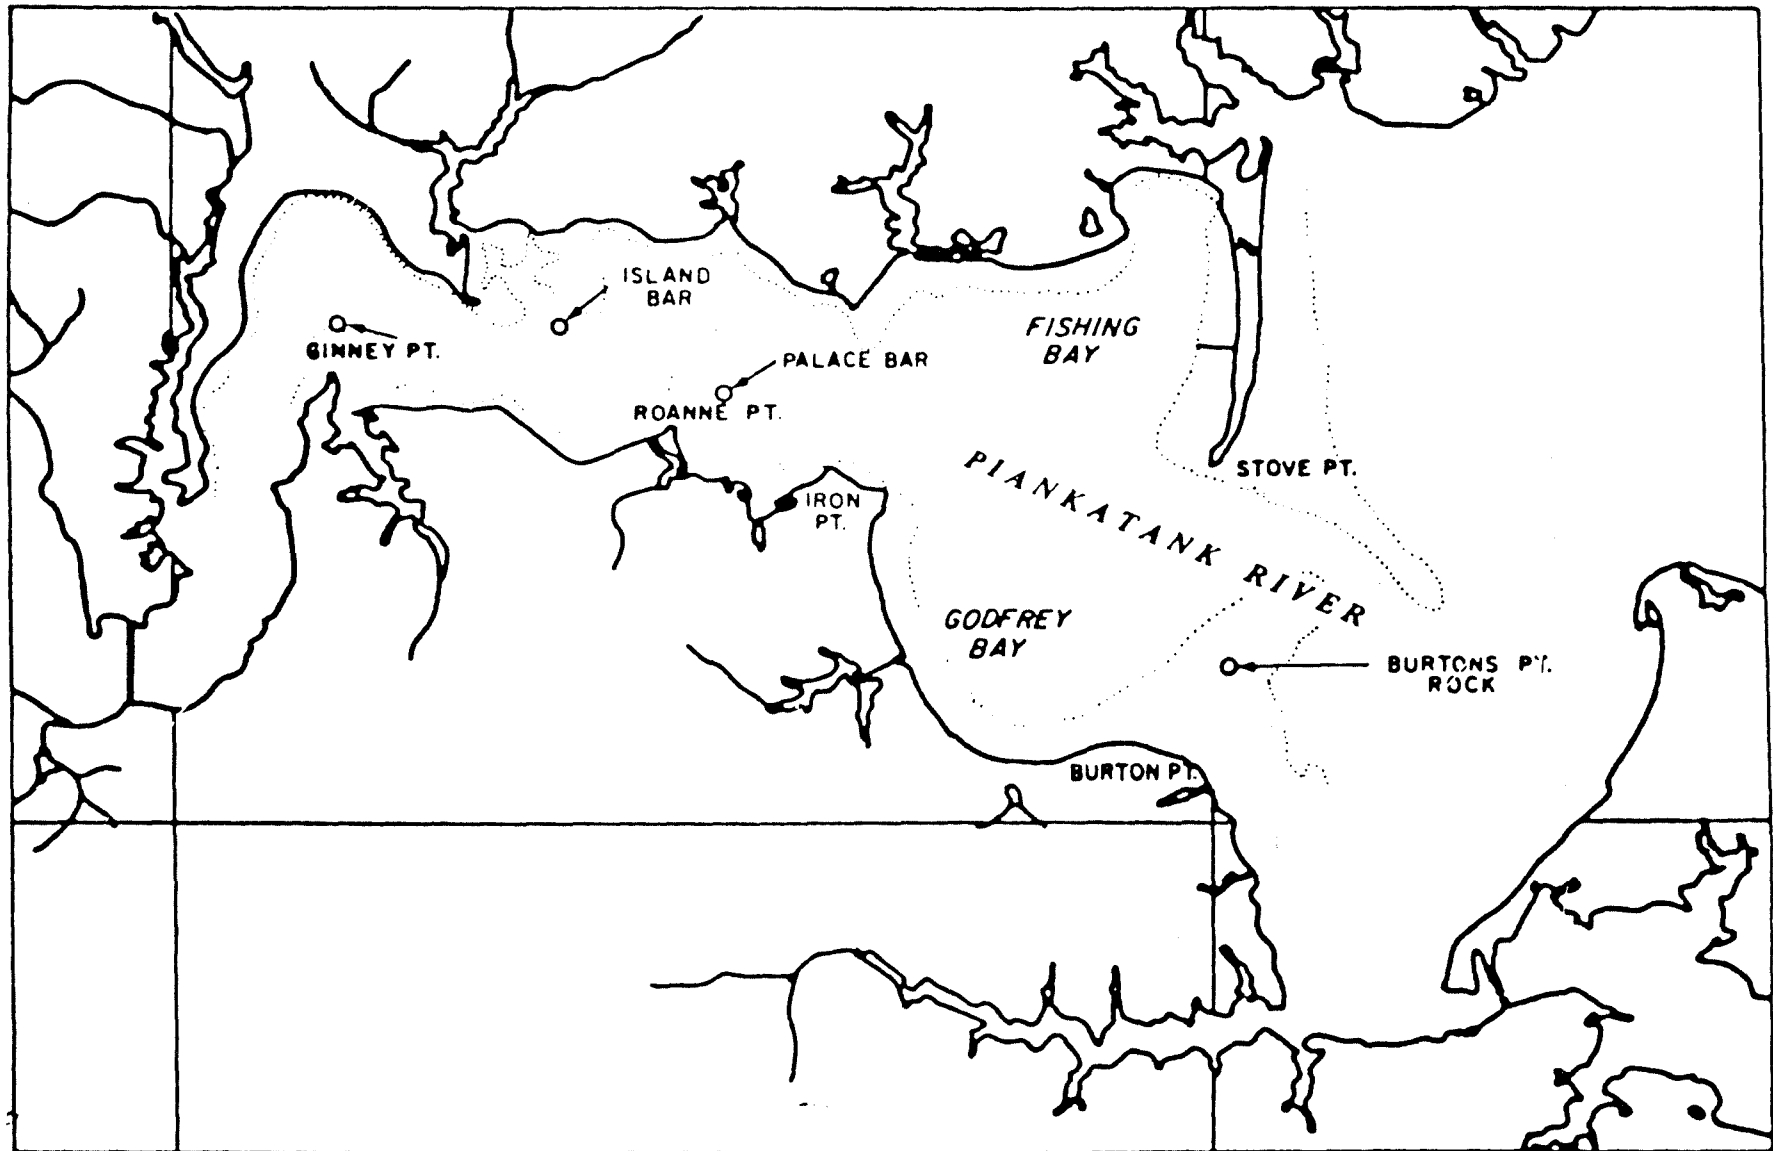 ISLAND
BAR
GINNEY PT.
FISHING
BAY
PALACE BAR
ROANNE PT.
PIANKATANK RIVER
STOVE PT.
IRON
PT.
GODFREY
BAY
BURTONS PT.
ROCK
BURTON PT.